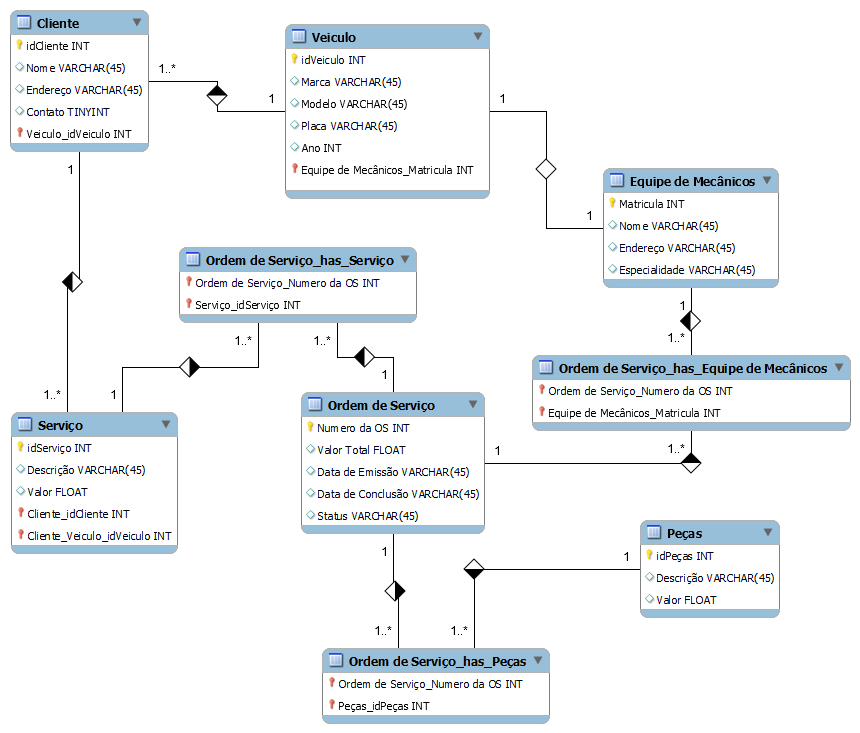 Cliente
idCliente INT
Nome VARCHAR(45)
Endereço VARCHAR(45)
Contato TINYINT
Veiculo_idVeiculo INT
1..*
1
1
Veiculo
idVeiculo INT
Marca VARCHAR(45)
Modelo VARCHAR(45)
Placa VARCHAR(45)
Ano INT
Equipe de Mecânicos_Matricula INT
1
1
Equipe de Mecânicos
Matricula INT
Nome VARCHAR(45)
Endereço VARCHAR(45)
Especialidade VARCHAR(45)
1
1..*
Ordem de Serviço_has_Serviço
Ordem de Serviço_Numero da OS INT
Serviço_idServiço INT
1..*
1..*
1
1
1..*
Ordem de Serviço_has_Equipe de Mecânicos
Ordem de Serviço_Numero da OS INT
Equipe de Mecânicos_Matricula INT
1..*
1
Serviço
idServiço INT
Descrição VARCHAR(45)
Valor FLOAT
Cliente_idCliente INT
Cliente_Veiculo_idVeiculo INT
Ordem de Serviço
Numero da OS INT
Valor Total FLOAT
Data de Emissão VARCHAR(45)
Data de Conclusão VARCHAR(45)
Status VARCHAR(45)
1
1..*
1..*
1
Peças
idPeças INT
Descrição VARCHAR(45)
Valor FLOAT
Ordem de Serviço_has_Peças
Ordem de Serviço_Numero da OS INT
Peças_idPeças INT